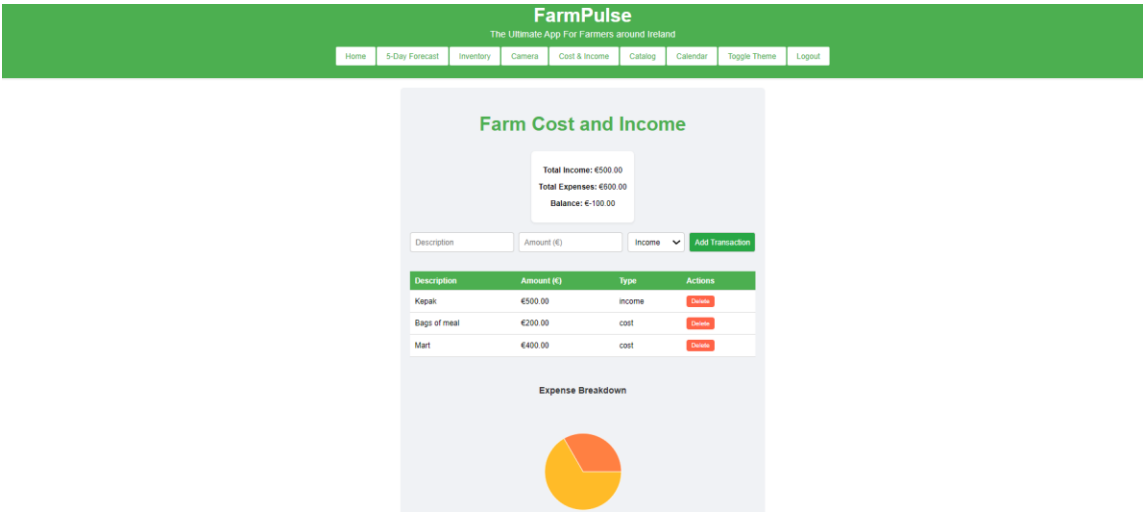 FarmPulse
The Ultimate App For Farmers around Ireland
Home 5-Day Forecast Inventory Camera Cost & Income Catalog Calendar Toggle Theme Logout
Farm Cost and Income
Total Income: €500.00
Total Expenses: €600.00
Balance: €-100.00
Description Amount (€) Income Add Transaction
Description Amount (€) Type Actions
Kepak €500.00 income Delete
Bags of meal €200.00 cost Delete
Mart €400.00 cost Delete
Expense Breakdown